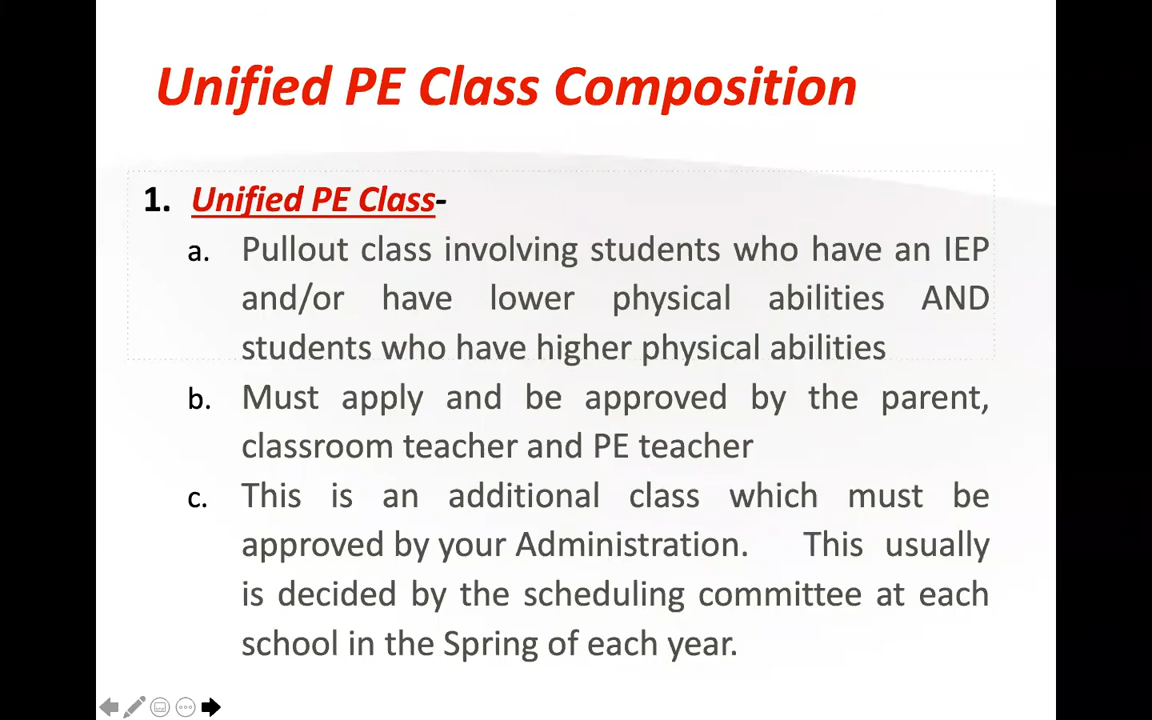 Unified PE Class Composition
1. Unified PE Class-
a. Pullout class involving students who have an IEP
and/or have lower physical abilities AND
students who have higher physical abilities
b. Must apply and be approved by the parent,
classroom teacher and PE teacher
c. This is an additional class which must be
approved by your Administration. This usually
is decided by the scheduling committee at each
school in the Spring of each year.